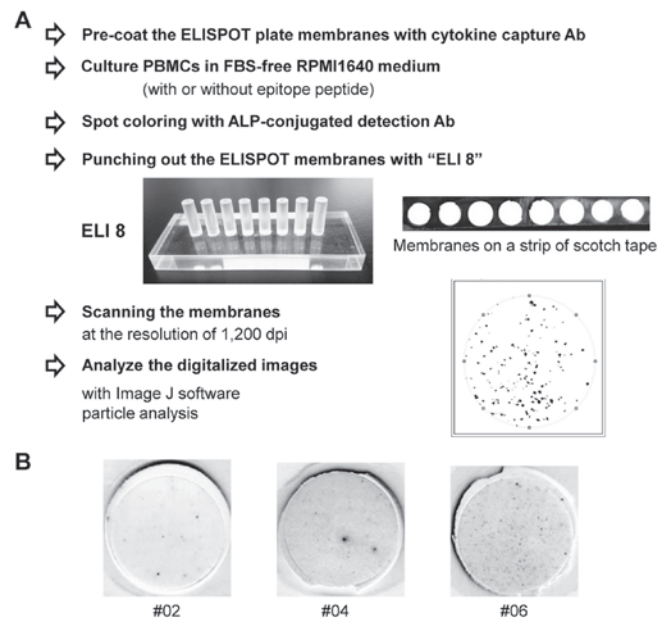 A
Pre-coat the ELISPOT plate membranes with cytokine capture Ab
Culture PBMCs in FBS-free RPMI1640 medium
(with or without epitope peptide)
Spot coloring with ALP-conjugated detection Ab
Punching out the ELISPOT membranes with “ELI 8”
ELI 8
Membranes on a strip of scotch tape
Scanning the membranes
at the resolution of 1,200 dpi
Analyze the digitalized images
with Image J software
particle analysis
B
#02
#04
#06